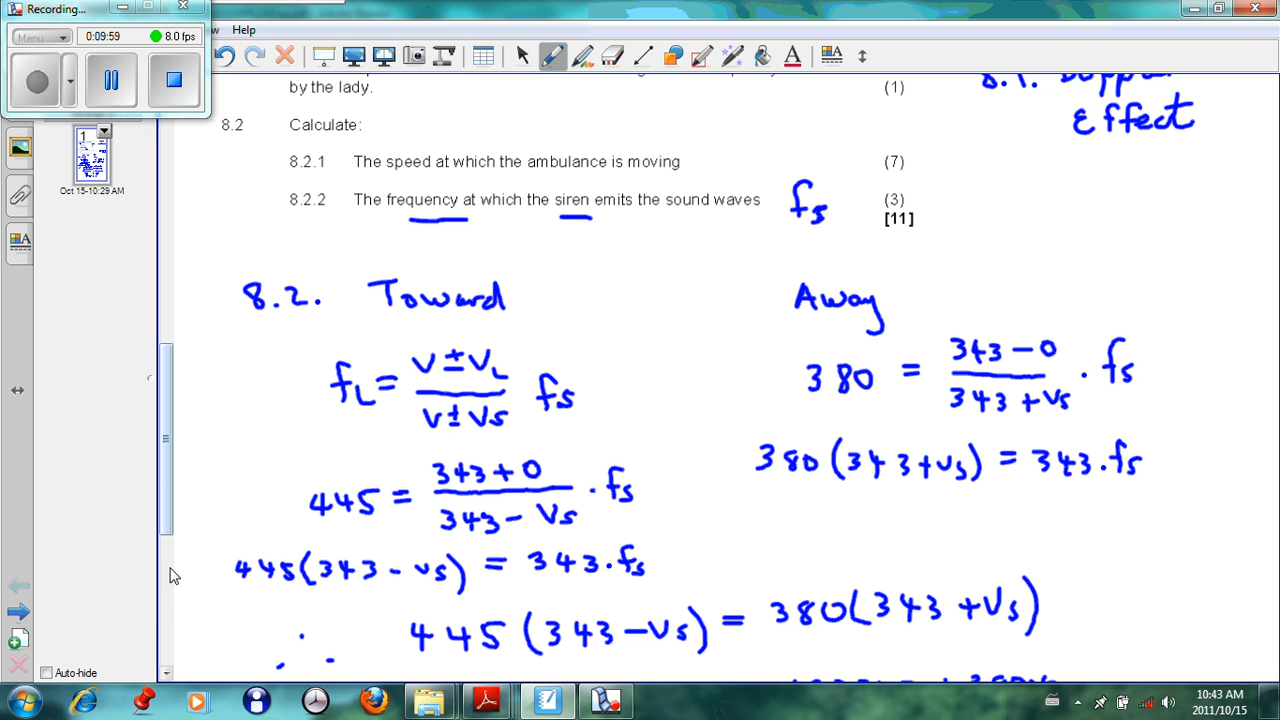 Recording...
Menu
0:09:59
8.0 fps
Help
by the lady. (1)
8.1. Doppler
Effect
8.2 Calculate:
8.2.1 The speed at which the ambulance is moving (7)
8.2.2 The frequency at which the siren emits the sound waves fs (3)
[11]
1
Oct 15-10:29 AM
8.2. Toward
fL = V ± VL / V ± Vs fs
445 = 343 + 0 / 343 - Vs . fs
445(343 - vs) = 343.fs
Away
380 = 343 - 0 / 343 + Vs . fs
380(343 + vs) = 343.fs
∴ 445(343 - Vs) = 380(343 + Vs)
Auto-hide
10:43 AM
2011/10/15